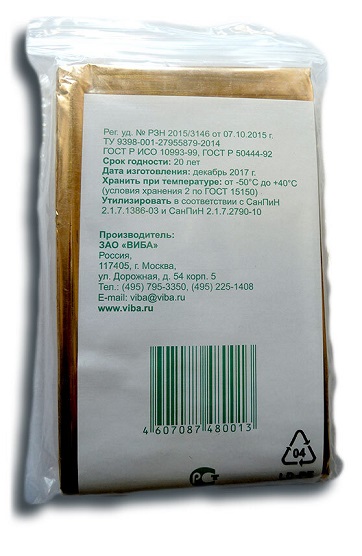 Рег. уд. № РЗН 2015/3146 от 07.10.2015 г.
ТУ 9398-001-27955879-2014
ГОСТ Р ИСО 10993-99, ГОСТ Р 50444-92
Срок годности: 20 лет
Дата изготовления: декабрь 2017 г.
Хранить при температуре: от -50°С до +40°С
(условия хранения 2 по ГОСТ 15150)
Утилизировать в соответствии с СанПиН
2.1.7.1386-03 и СанПиН 2.1.7.2790-10
Производитель:
ЗАО «ВИБА»
Россия,
117405, г. Москва,
ул. Дорожная, д. 54 корп. 5
Тел.: (495) 795-3350, (495) 225-1408
E-mail: viba@viba.ru
www.viba.ru
4 607087 480013
04